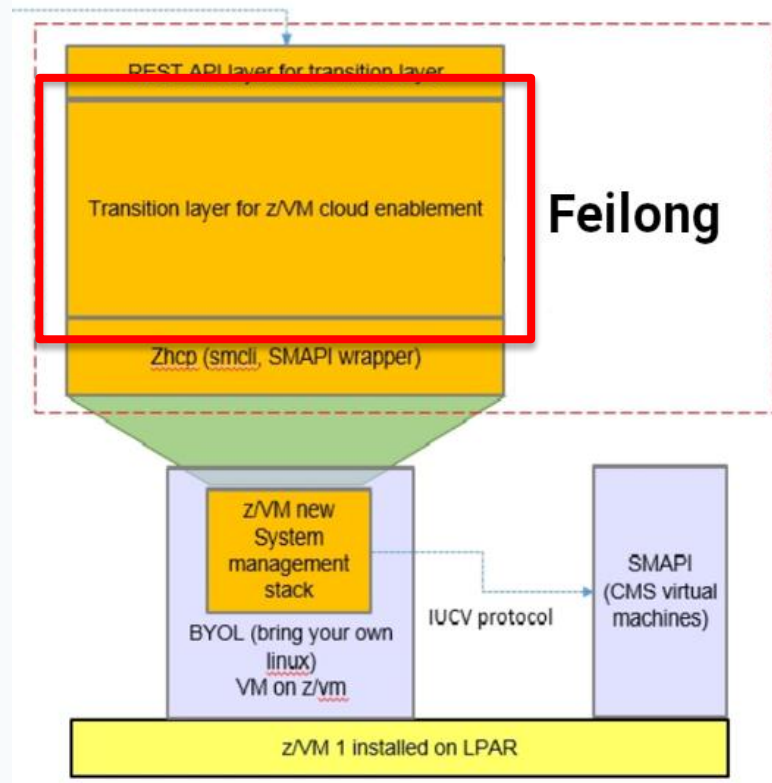 REST API layer for transition layer
Transition layer for z/VM cloud enablement
Feilong
Zhcp (smcli, SMAPI wrapper)
z/VM new
System
management
stack
BYOL (bring your own
linux)
VM on z/vm
IUCV protocol
SMAPI
(CMS virtual
machines)
z/VM 1 installed on LPAR